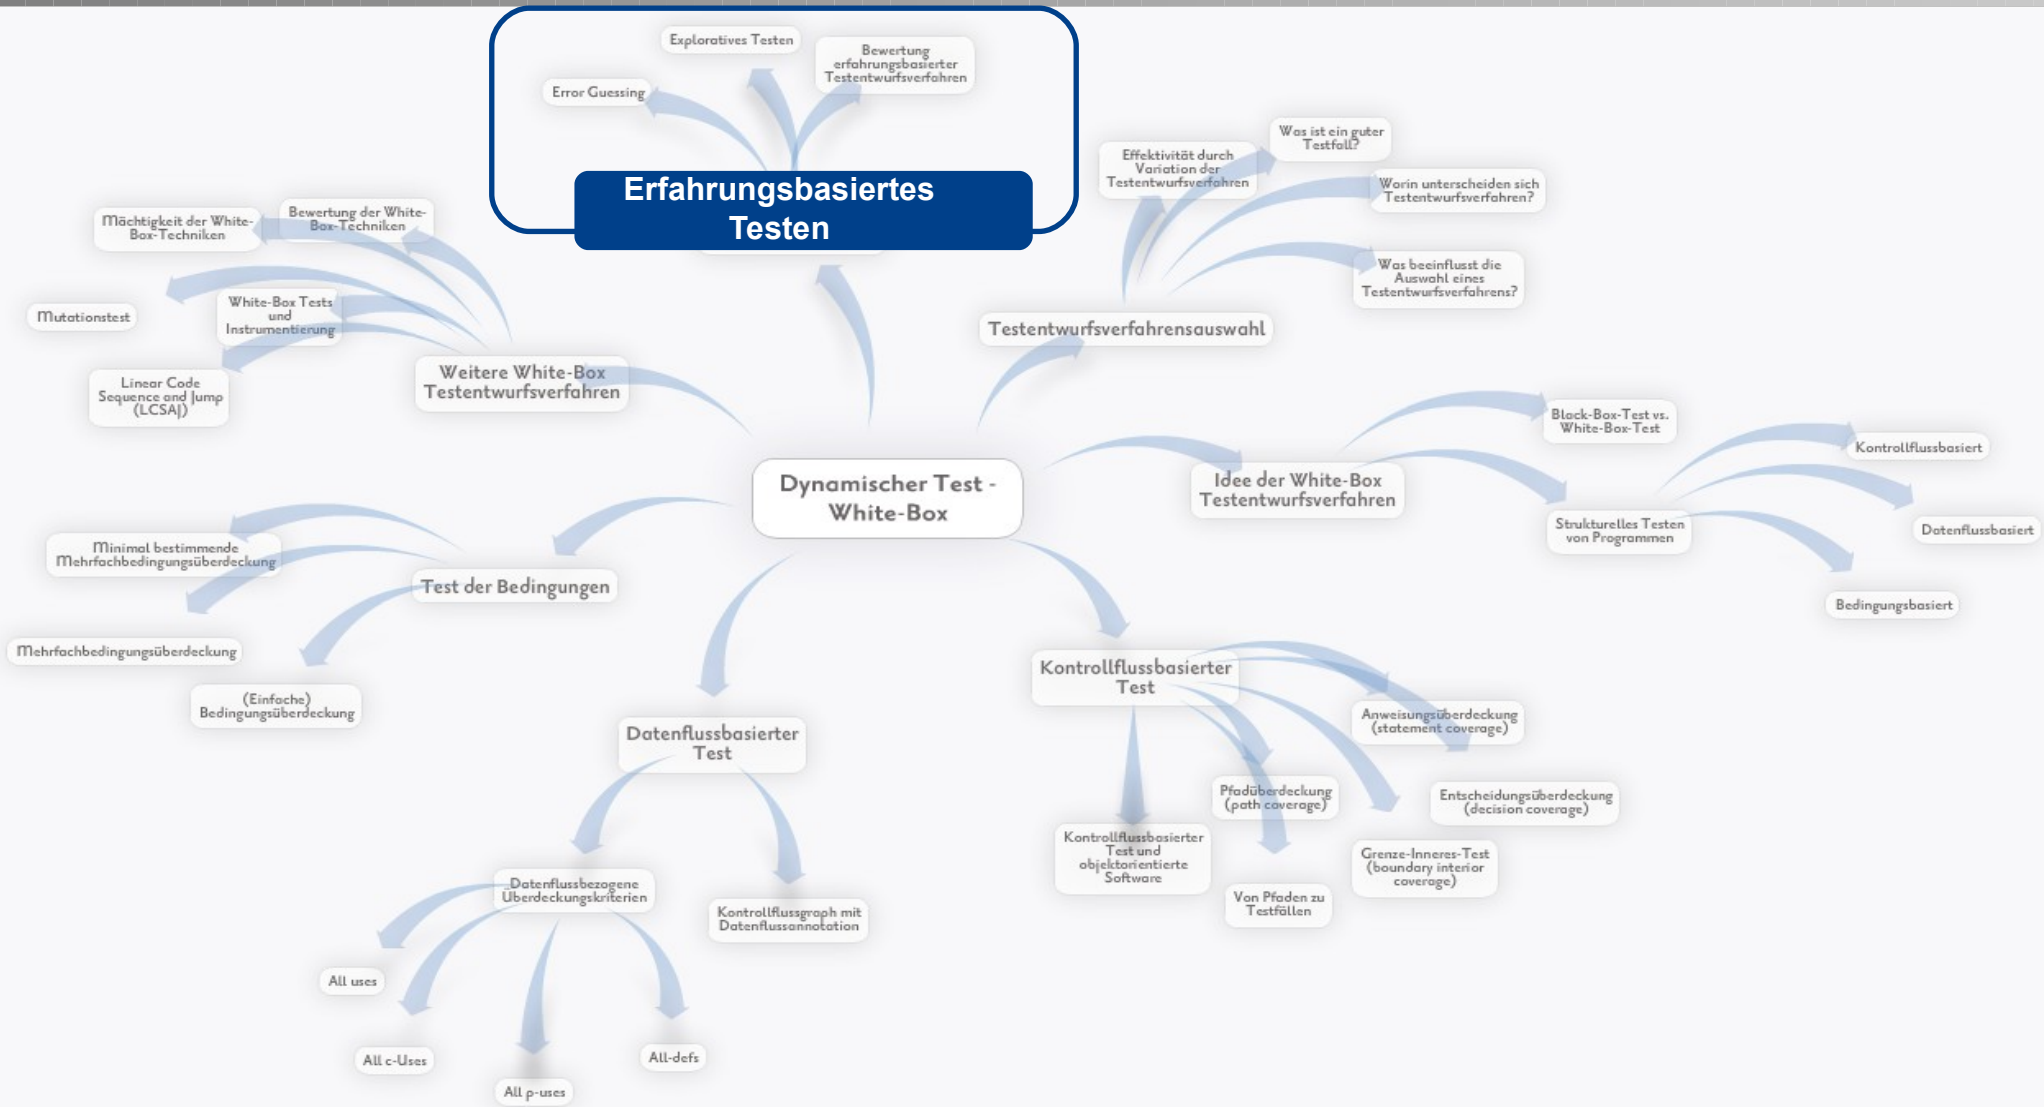 Exploratives Testen
Bewertung
erfahrungsbasierter
Testentwurfsverfahren
Error Guessing
Erfahrungsbasiertes
Testen
Effektivität durch
Variation der
Testentwurfsverfahren
Was ist ein guter
Testfall?
Worin unterscheiden sich
Testentwurfsverfahren?
Was beeinflusst die
Auswahl eines
Testentwurfsverfahrens?
Testentwurfsverfahrensauswahl
Mächtigkeit der White-
Box-Techniken
Bewertung der White-
Box-Techniken
Mutationstest
White-Box Tests
und
Instrumentierung
Linear Code
Sequence and Jump
(LCSAJ)
Weitere White-Box
Testentwurfsverfahren
Dynamischer Test -
White-Box
Idee der White-Box
Testentwurfsverfahren
Black-Box-Test vs.
White-Box-Test
Strukturelles Testen
von Programmen
Kontrollflussbasiert
Datenflussbasiert
Bedingungsbasiert
Minimal bestimmende
Mehrfachbedingungsüberdeckung
Test der Bedingungen
Mehrfachbedingungsüberdeckung
(Einfache)
Bedingungsüberdeckung
Kontrollflussbasierter
Test
Anweisungsüberdeckung
(statement coverage)
Entscheidungsüberdeckung
(decision coverage)
Pfadüberdeckung
(path coverage)
Grenze-Inneres-Test
(boundary interior
coverage)
Kontrollflussbasierter
Test und
objektorientierte
Software
Von Pfaden zu
Testfällen
Datenflussbasierter
Test
Datenflussbezogene
Überdeckungskriterien
Kontrollflussgraph mit
Datenflussannotation
All uses
All c-Uses
All p-uses
All-defs